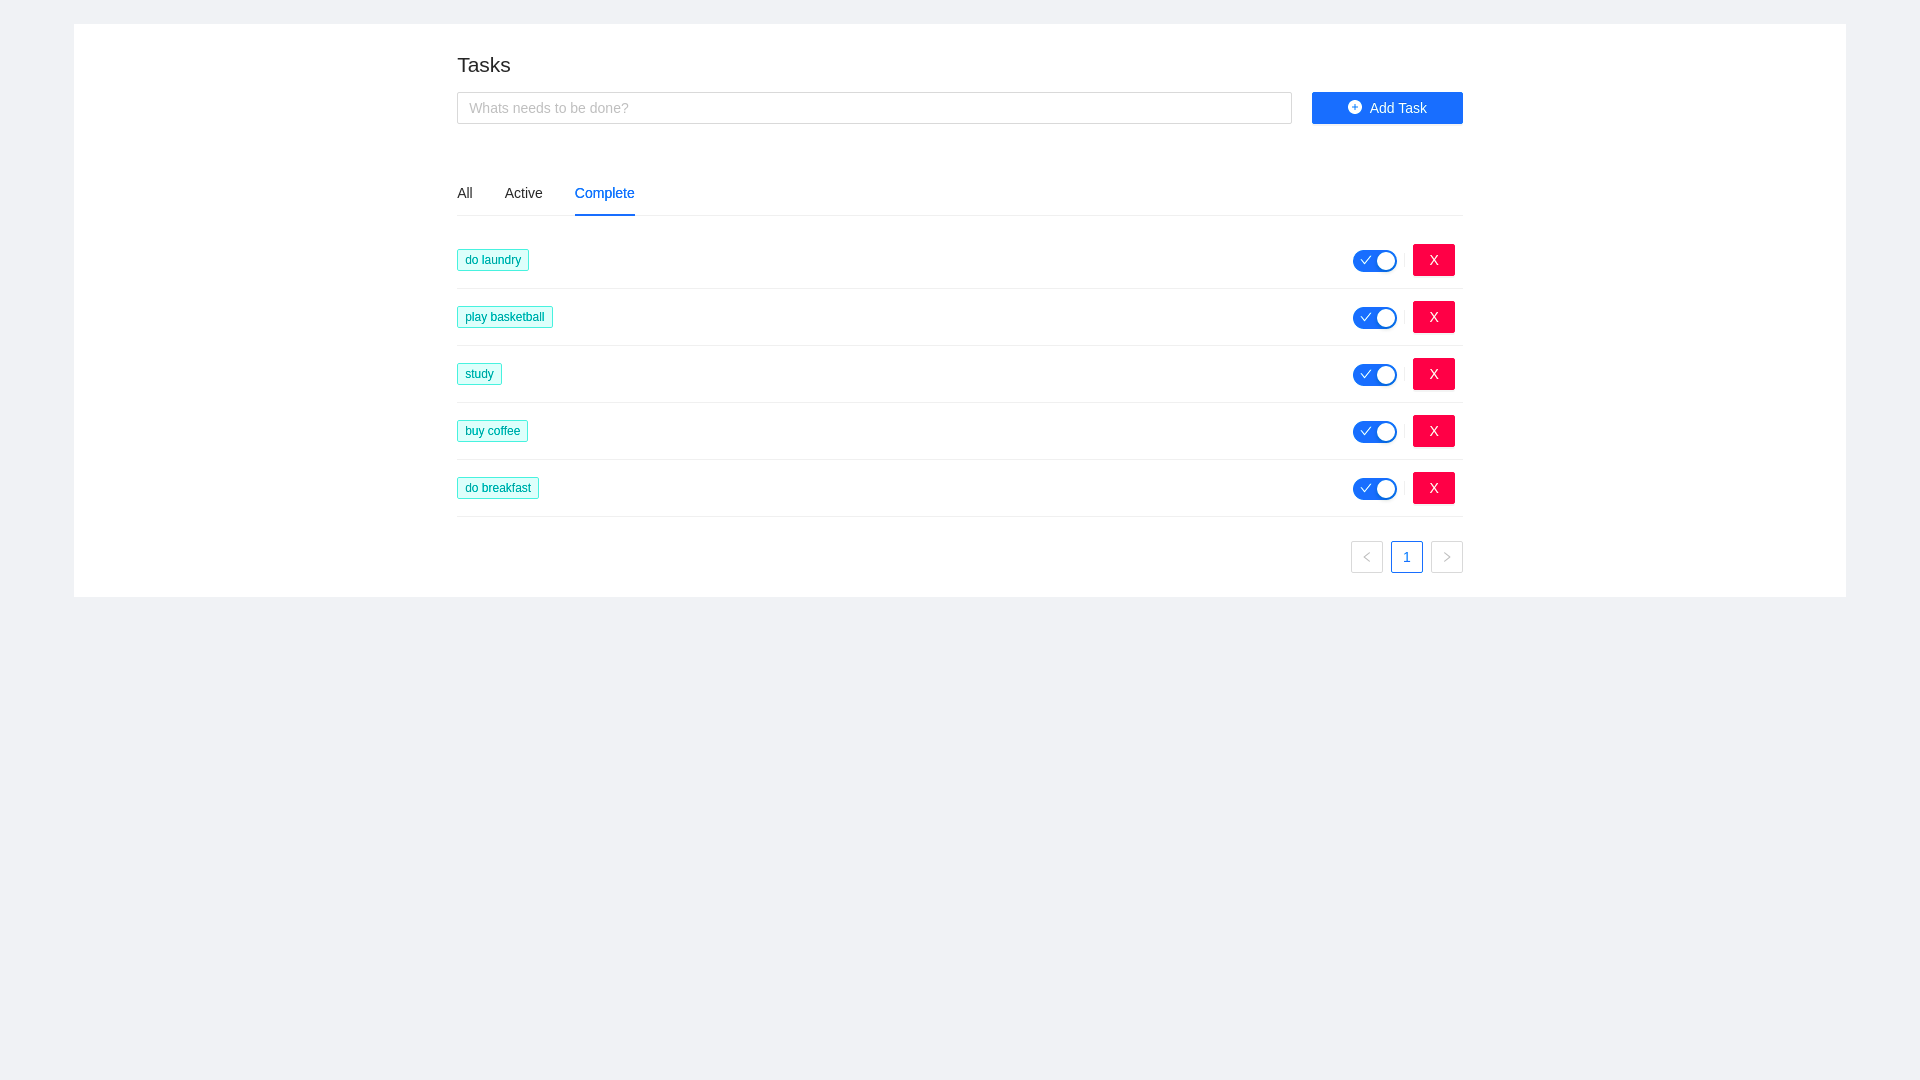 Tasks
Whats needs to be done?
Add Task
All Active Complete
do laundry X
play basketball X
study X
buy coffee X
do breakfast X
1